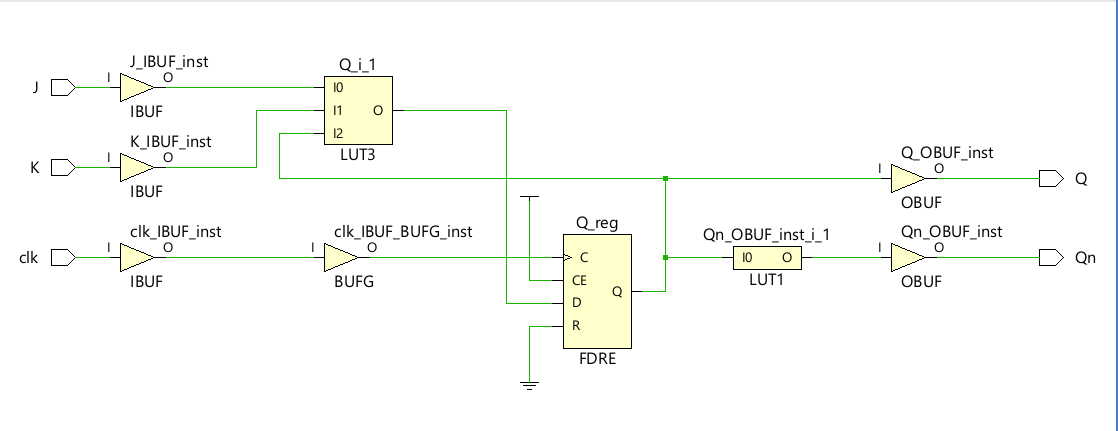 J
I
J_IBUF_inst
O
IBUF
Q_i_1
I0
I1
I2
O
LUT3
K
I
K_IBUF_inst
O
IBUF
clk
I
clk_IBUF_inst
O
IBUF
I
clk_IBUF_BUFG_inst
O
BUFG
Q_reg
C
CE
D
R
Q
FDRE
Qn_OBUF_inst_i_1
I0
O
LUT1
I
Q_OBUF_inst
O
OBUF
Q
I
Qn_OBUF_inst
O
OBUF
Qn